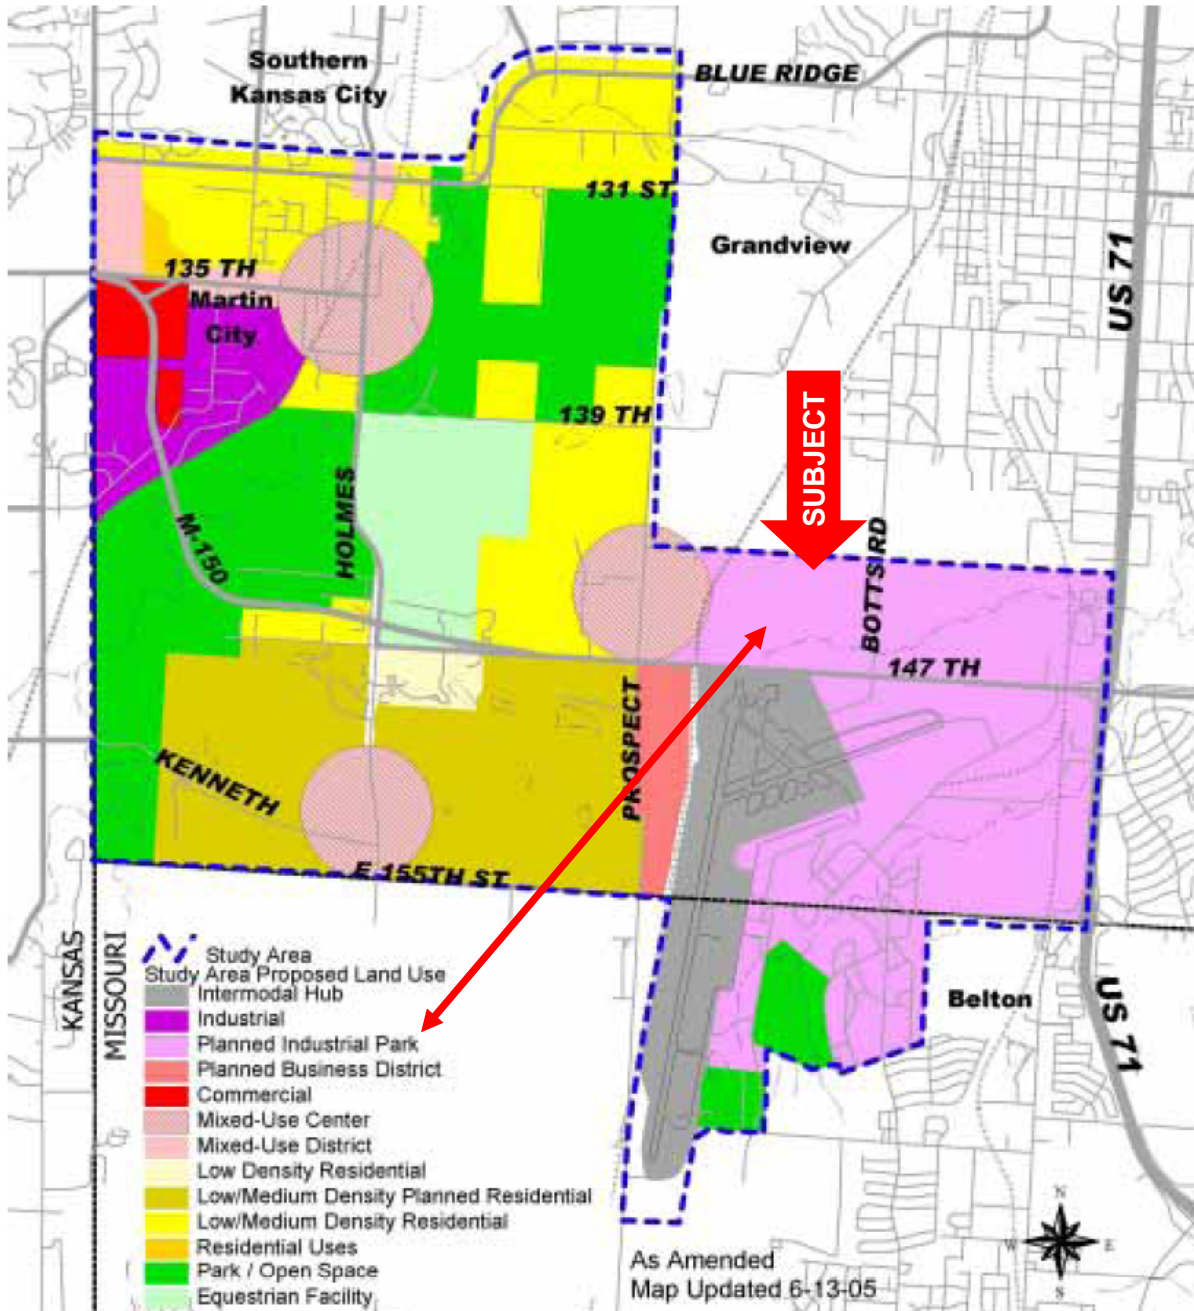 Southern
Kansas City
BLUE RIDGE
131 ST
Grandview
US 71
135 TH
Martin
City
139 TH
SUBJECT
HOLMES
M-150
BOTTS RD
147 TH
PROSPECT
KENNETH
E 155TH ST
KANSAS
MISSOURI
Study Area
Study Area Proposed Land Use
Intermodal Hub
Industrial
Planned Industrial Park
Planned Business District
Commercial
Mixed-Use Center
Mixed-Use District
Low Density Residential
Low/Medium Density Planned Residential
Low/Medium Density Residential
Residential Uses
Park / Open Space
Equestrian Facility
Belton
US 71
N
W
E
S
As Amended
Map Updated 6-13-05